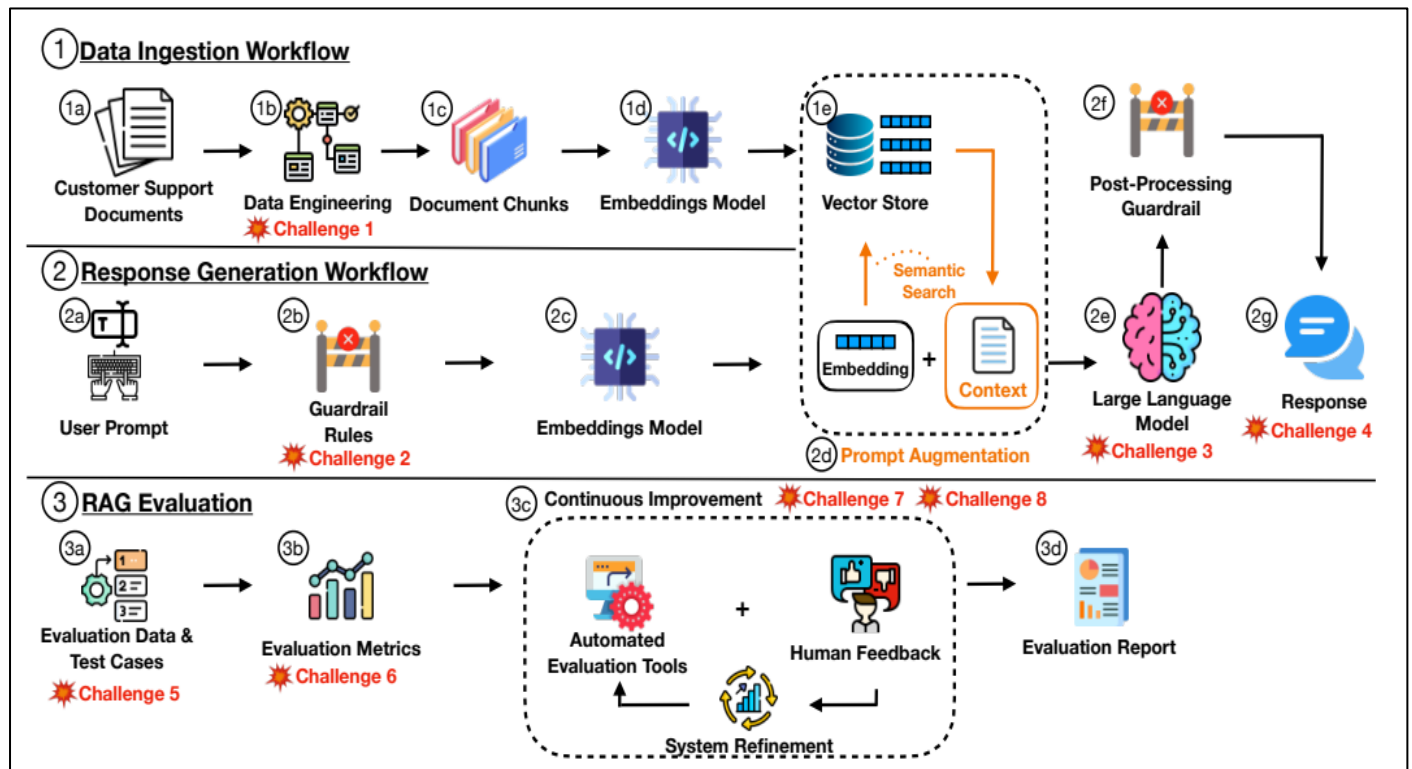 1 Data Ingestion Workflow
1a
Customer Support
Documents
1b
Data Engineering
Challenge 1
1c
Document Chunks
1d
</>
Embeddings Model
1e
Vector Store
Semantic
Search
Embedding
+
Context
2d Prompt Augmentation
2 Response Generation Workflow
2a
T
User Prompt
2b
Guardrail
Rules
Challenge 2
2c
</>
Embeddings Model
2e
Large Language
Model
Challenge 3
2f
Post-Processing
Guardrail
2g
Response
Challenge 4
3 RAG Evaluation
3a
1
2
3
Evaluation Data &
Test Cases
Challenge 5
3b
Evaluation Metrics
Challenge 6
3c Continuous Improvement Challenge 7 Challenge 8
Automated
Evaluation Tools
+
Human Feedback
System Refinement
3d
Evaluation Report